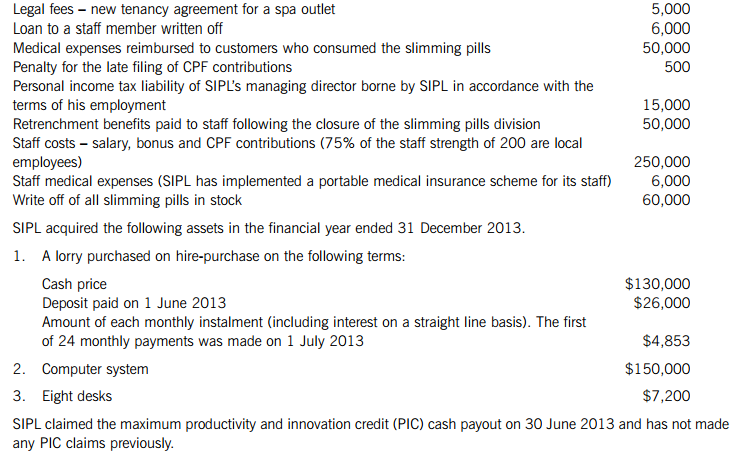 Legal fees – new tenancy agreement for a spa outlet 5,000
Loan to a staff member written off 6,000
Medical expenses reimbursed to customers who consumed the slimming pills 50,000
Penalty for the late filing of CPF contributions 500
Personal income tax liability of SIPL's managing director borne by SIPL in accordance with the
terms of his employment 15,000
Retrenchment benefits paid to staff following the closure of the slimming pills division 50,000
Staff costs – salary, bonus and CPF contributions (75% of the staff strength of 200 are local
employees) 250,000
Staff medical expenses (SIPL has implemented a portable medical insurance scheme for its staff) 6,000
Write off of all slimming pills in stock 60,000
SIPL acquired the following assets in the financial year ended 31 December 2013.
1. A lorry purchased on hire-purchase on the following terms:
Cash price $130,000
Deposit paid on 1 June 2013 $26,000
Amount of each monthly instalment (including interest on a straight line basis). The first
of 24 monthly payments was made on 1 July 2013 $4,853
2. Computer system $150,000
3. Eight desks $7,200
SIPL claimed the maximum productivity and innovation credit (PIC) cash payout on 30 June 2013 and has not made
any PIC claims previously.